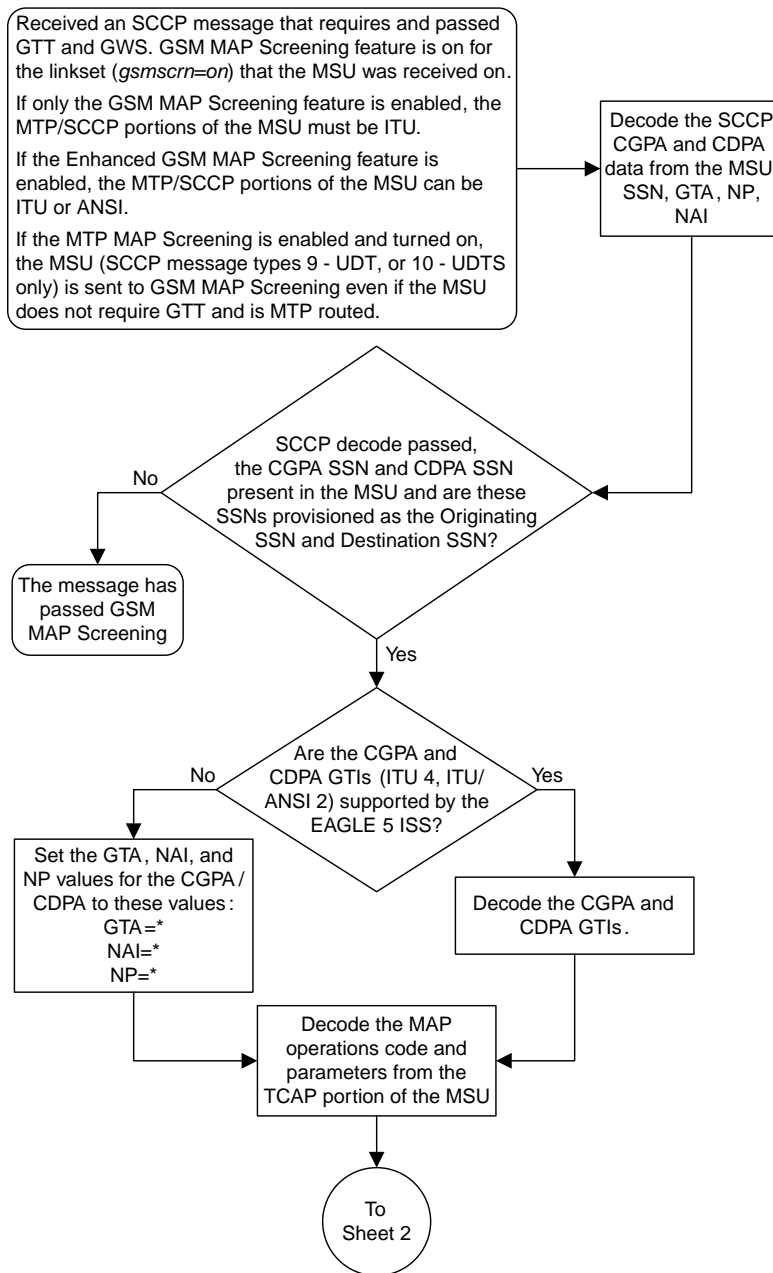 Received an SCCP message that requires and passed
GTT and GWS. GSM MAP Screening feature is on for
the linkset (gsmscrn=on) that the MSU was received on.
If only the GSM MAP Screening feature is enabled, the
MTP/SCCP portions of the MSU must be ITU.
If the Enhanced GSM MAP Screening feature is
enabled, the MTP/SCCP portions of the MSU can be
ITU or ANSI.
If the MTP MAP Screening is enabled and turned on,
the MSU (SCCP message types 9 - UDT, or 10 - UDTS
only) is sent to GSM MAP Screening even if the MSU
does not require GTT and is MTP routed.
Decode the SCCP
CGPA and CDPA
data from the MSU
SSN, GTA, NP,
NAI
SCCP decode passed,
the CGPA SSN and CDPA SSN
present in the MSU and are these
SSNs provisioned as the Originating
SSN and Destination SSN?
No
The message has
passed GSM
MAP Screening
Yes
Are the CGPA and
CDPA GTIs (ITU 4, ITU/
ANSI 2) supported by the
EAGLE 5 ISS?
No
Yes
Set the GTA, NAI, and
NP values for the CGPA/
CDPA to these values:
GTA=*
NAI=*
NP=*
Decode the CGPA and
CDPA GTIs.
Decode the MAP
operations code and
parameters from the
TCAP portion of the MSU
To
Sheet 2